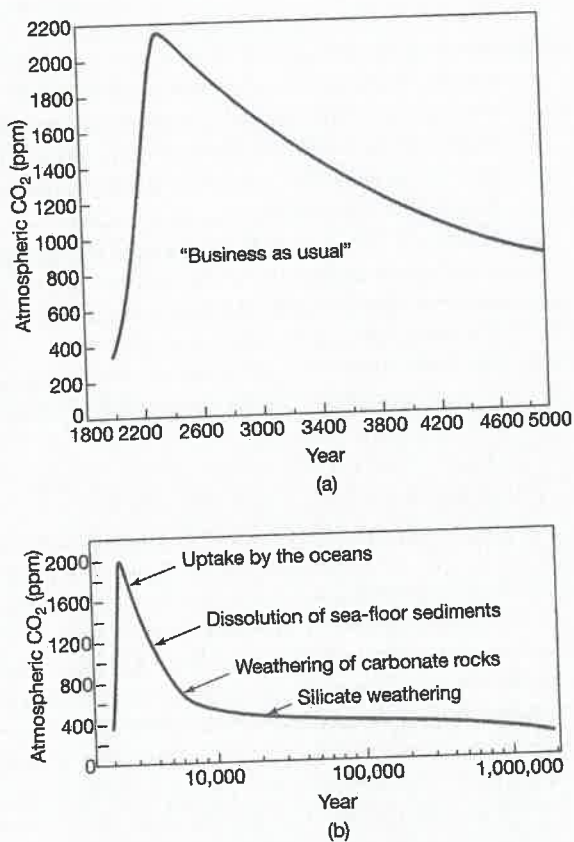 2200
2000
1800
1600
1400
1200
1000
800
600
400
200
0
Atmospheric CO₂ (ppm)
"Business as usual"
1800 2200 2600 3000 3400 3800 4200 4600 5000
Year
(a)
2000
1600
1200
800
400
0
Atmospheric CO₂ (ppm)
Uptake by the oceans
Dissolution of sea-floor sediments
Weathering of carbonate rocks
Silicate weathering
10,000 100,000 1,000,000
Year
(b)